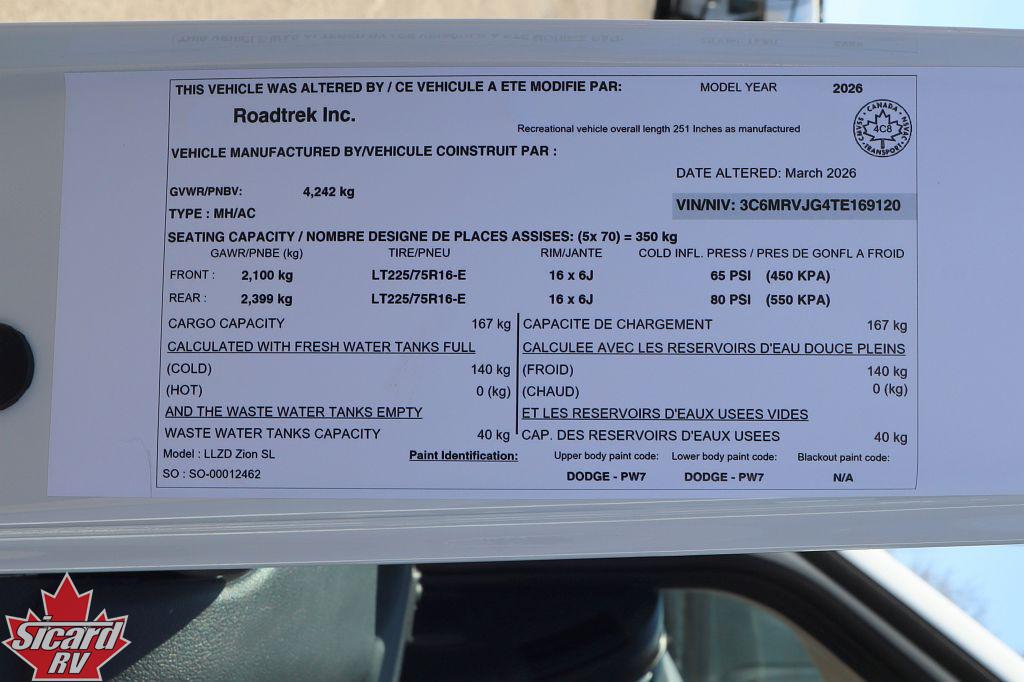 THIS VEHICLE WAS ALTERED BY / CE VEHICULE A ETE MODIFIE PAR: MODEL YEAR 2026
Roadtrek Inc.
Recreational vehicle overall length 251 Inches as manufactured
CANADA
4C8
TRANSPORT
VEHICLE MANUFACTURED BY/VEHICULE COINSTRUIT PAR :
DATE ALTERED: March 2026
GVWR/PNBV: 4,242 kg
VIN/NIV: 3C6MRVJG4TE169120
TYPE : MH/AC
SEATING CAPACITY / NOMBRE DESIGNE DE PLACES ASSISES: (5x 70) = 350 kg
GAWR/PNBE (kg) TIRE/PNEU RIM/JANTE COLD INFL. PRESS / PRES DE GONFL A FROID
FRONT : 2,100 kg LT225/75R16-E 16 x 6J 65 PSI (450 KPA)
REAR : 2,399 kg LT225/75R16-E 16 x 6J 80 PSI (550 KPA)
CARGO CAPACITY 167 kg CAPACITE DE CHARGEMENT 167 kg
CALCULATED WITH FRESH WATER TANKS FULL CALCULEE AVEC LES RESERVOIRS D'EAU DOUCE PLEINS
(COLD) 140 kg (FROID) 140 kg
(HOT) 0 (kg) (CHAUD) 0 (kg)
AND THE WASTE WATER TANKS EMPTY ET LES RESERVOIRS D'EAUX USEES VIDES
WASTE WATER TANKS CAPACITY 40 kg CAP. DES RESERVOIRS D'EAUX USEES 40 kg
Model : LLZD Zion SL Paint Identification: Upper body paint code: Lower body paint code: Blackout paint code:
SO : SO-00012462 DODGE - PW7 DODGE - PW7 N/A
Sicard
RV